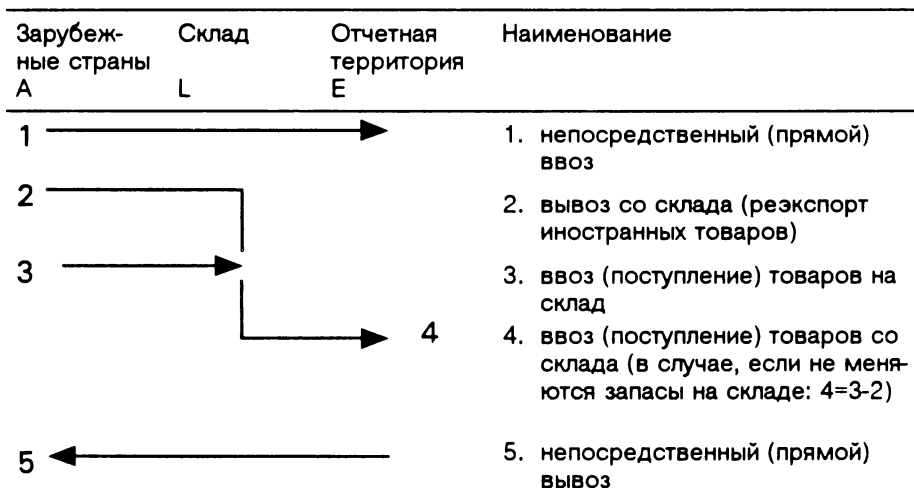 Зарубеж- Склад Отчетная Наименование
ные страны территория
A L E
1 1. непосредственный (прямой)
ввоз
2 2. вывоз со склада (реэкспорт
иностранных товаров)
3 3. ввоз (поступление) товаров на
склад
4 4. ввоз (поступление) товаров со
склада (в случае, если не меня-
ются запасы на складе: 4=3-2)
5 5. непосредственный (прямой)
вывоз